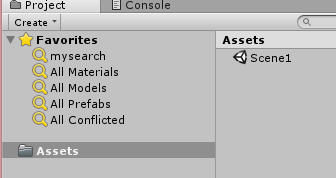 Project
Console
Create
Favorites
mysearch
All Materials
All Models
All Prefabs
All Conflicted
Assets
Assets
Scene1